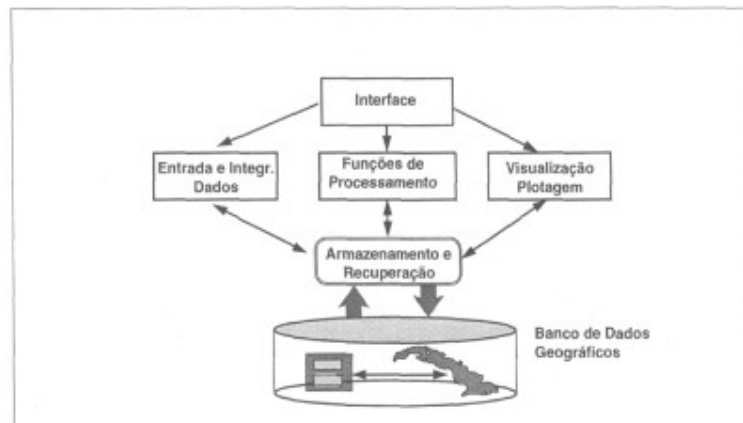 Interface
Entrada e Integr.
Dados
Funções de
Processamento
Visualização
Plotagem
Armazenamento e
Recuperação
Banco de Dados
Geográficos